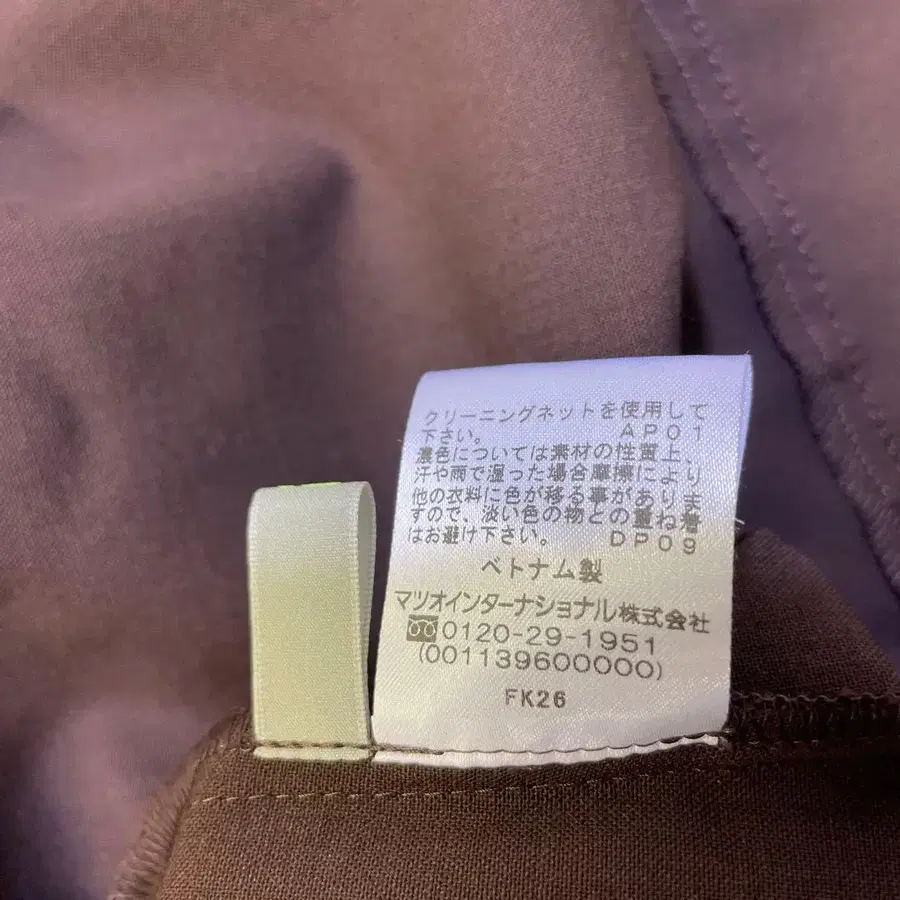 クリーニングネットを使用して
下さい。 AP01
濃色については素材の性質上、
汗や雨で湿った場合摩擦により
他の衣料に色が移る事がありま
すので、淡い色の物との重ね着
はお避け下さい。 DP09
ベトナム製
マツオインターナショナル株式会社
0120-29-1951
(001139600000)
FK26